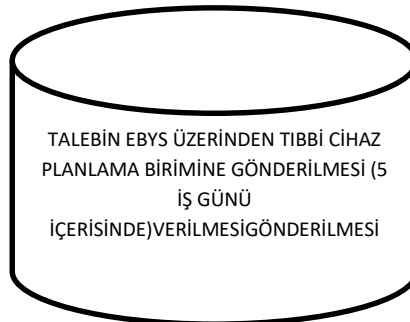 TALEBİN EBYS ÜZERİNDEN TIBBİ CİHAZ
PLANLAMA BİRİMİNE GÖNDERİLMESİ (5
İŞ GÜNÜ
İÇERİSİNDE)VERİLMESİGÖNDERİLMESİ